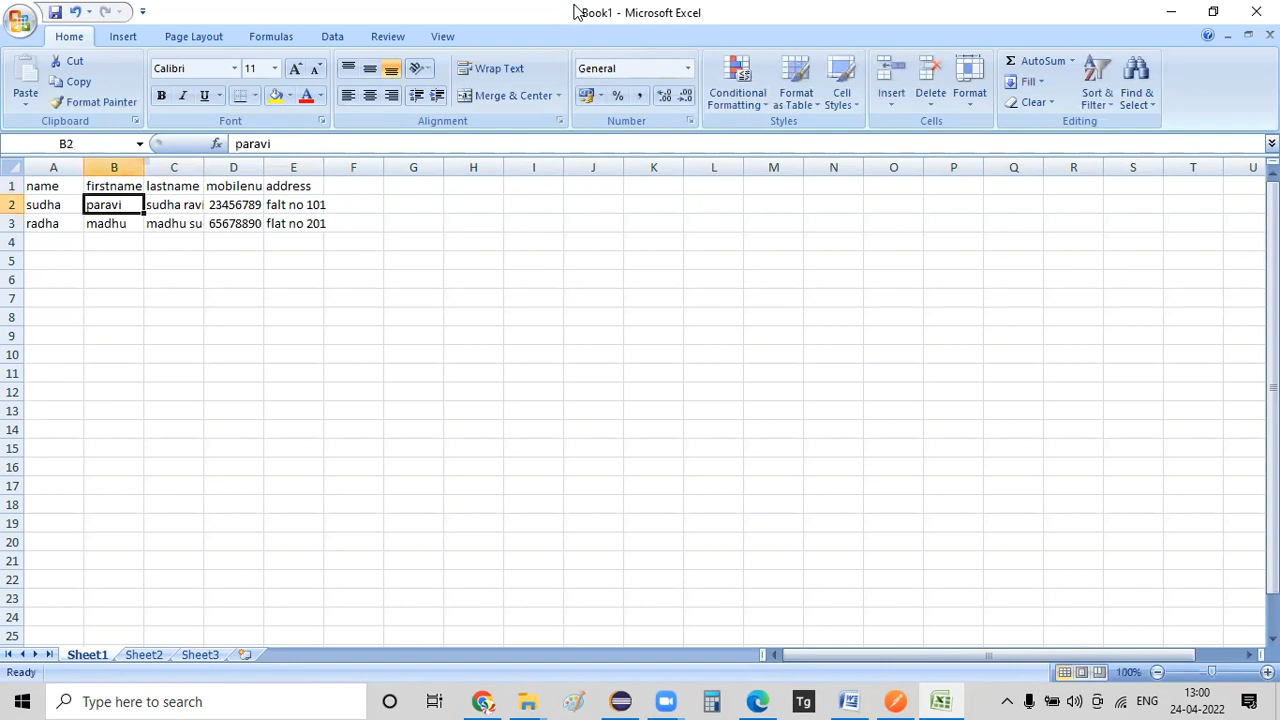 Book1 - Microsoft Excel
Home Insert Page Layout Formulas Data Review View
Paste
Cut
Copy
Format Painter
Clipboard
Calibri 11
B I U
Font
Wrap Text
Merge & Center
Alignment
General
% ,
Number
Conditional Formatting
Format as Table
Cell Styles
Styles
Insert Delete Format
Cells
Σ AutoSum
Fill
Clear
Sort & Filter
Find & Select
Editing
B2 fx paravi
A B C D E F G H I J K L M N O P Q R S T U
1 name firstname lastname mobilenu address
2 sudha paravi sudha ravi 23456789 falt no 101
3 radha madhu madhu su 65678890 flat no 201
4
5
6
7
8
9
10
11
12
13
14
15
16
17
18
19
20
21
22
23
24
25
Sheet1 Sheet2 Sheet3
Ready 100%
Type here to search Tg ENG 13:00
24-04-2022